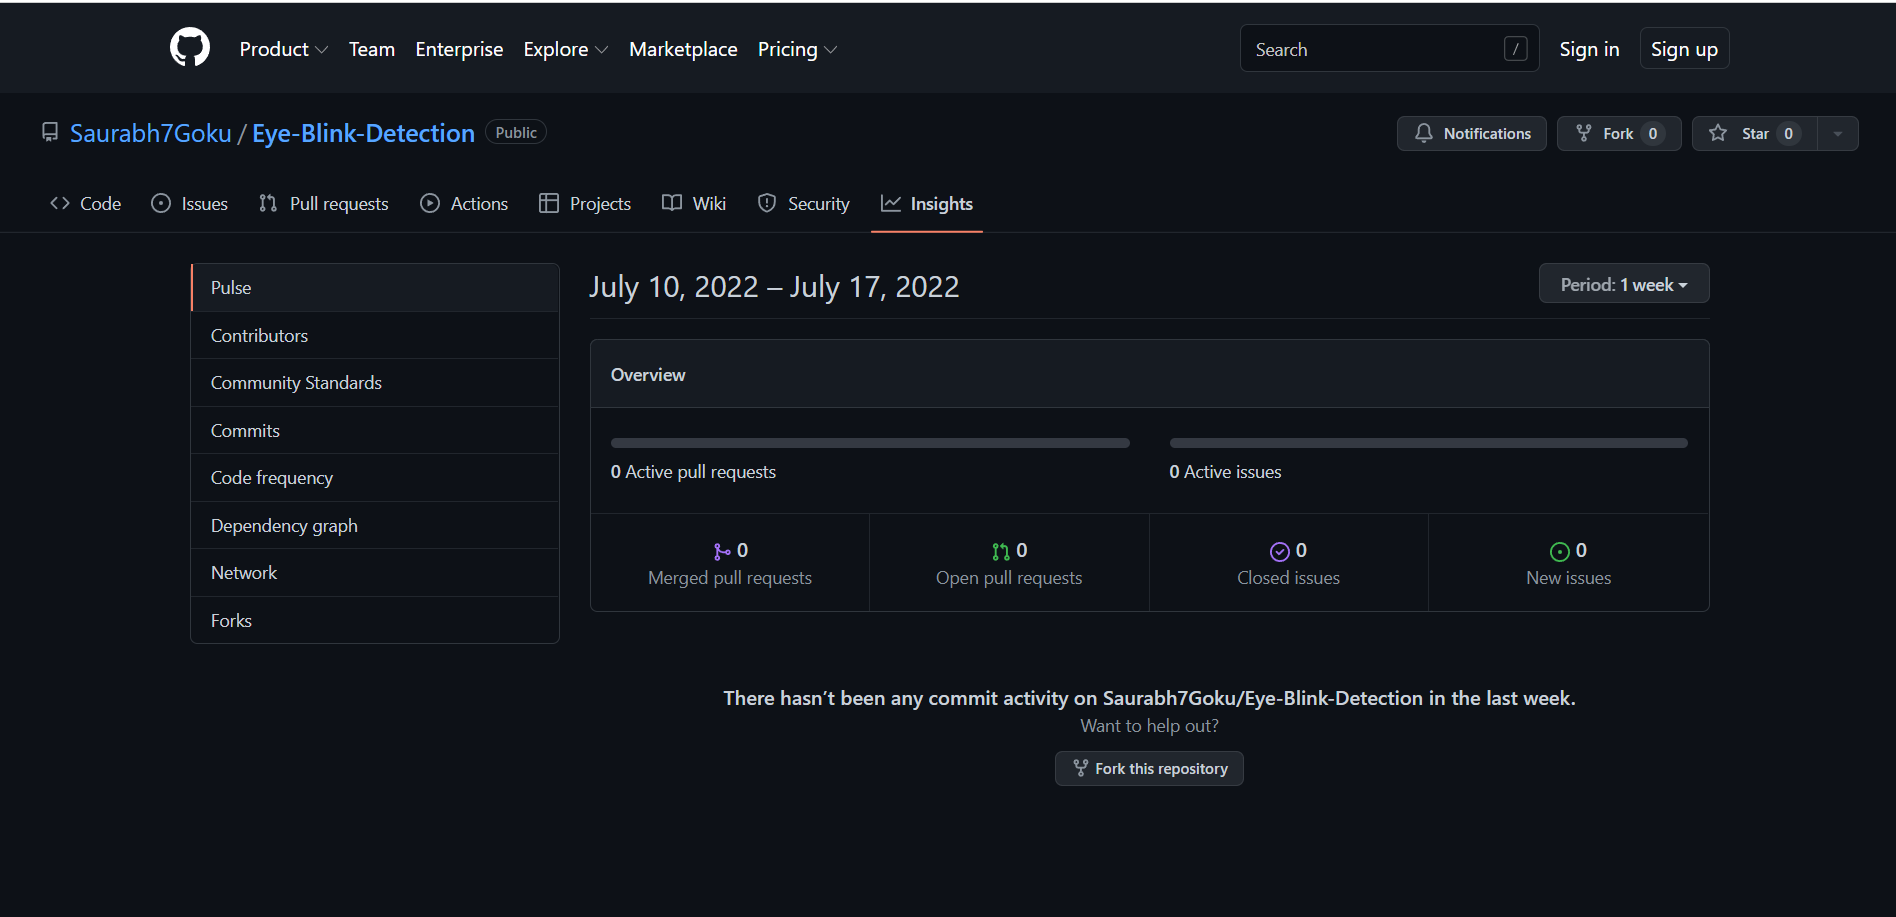 Product Team Enterprise Explore Marketplace Pricing Search / Sign in Sign up
Saurabh7Goku / Eye-Blink-Detection Public Notifications Fork 0 Star 0
Code Issues Pull requests Actions Projects Wiki Security Insights
Pulse
Contributors
Community Standards
Commits
Code frequency
Dependency graph
Network
Forks
July 10, 2022 – July 17, 2022 Period: 1 week
Overview
0 Active pull requests 0 Active issues
0 0 0 0
Merged pull requests Open pull requests Closed issues New issues
There hasn’t been any commit activity on Saurabh7Goku/Eye-Blink-Detection in the last week.
Want to help out?
Fork this repository